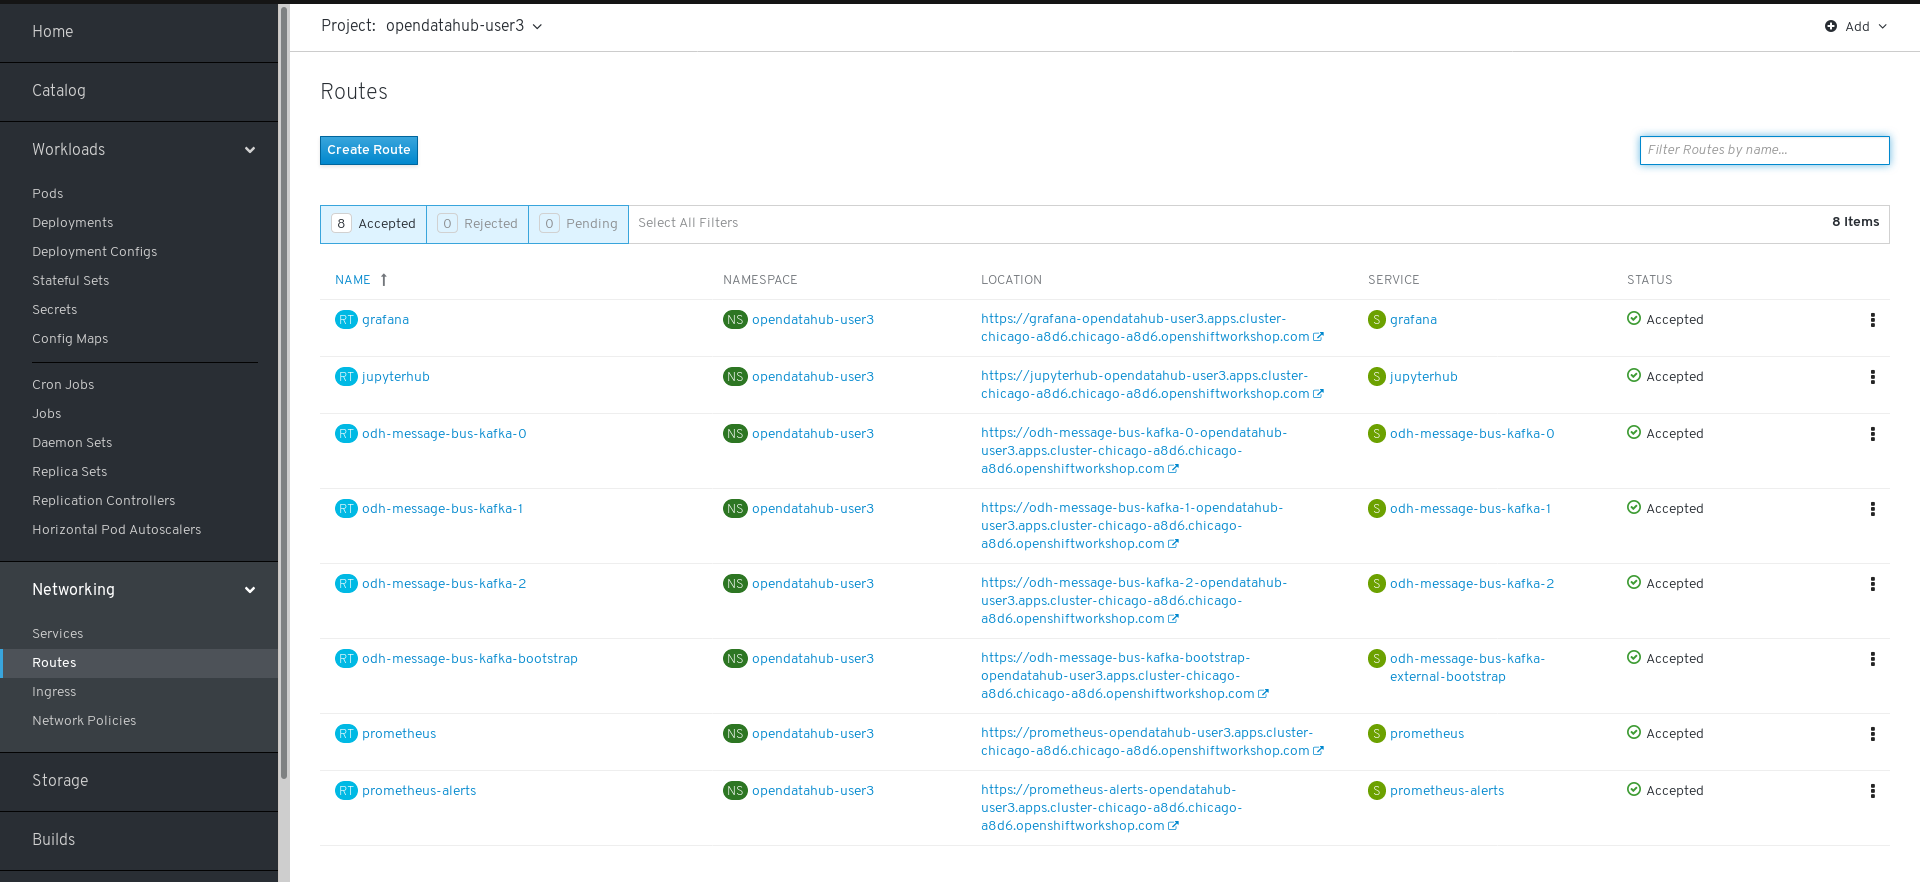 Home
Catalog
Workloads
Pods
Deployments
Deployment Configs
Stateful Sets
Secrets
Config Maps
Cron Jobs
Jobs
Daemon Sets
Replica Sets
Replication Controllers
Horizontal Pod Autoscalers
Networking
Services
Routes
Ingress
Network Policies
Storage
Builds
Project: opendatahub-user3
Add
Routes
Create Route
Filter Routes by name...
8 Accepted 0 Rejected 0 Pending Select All Filters 8 Items
NAME NAMESPACE LOCATION SERVICE STATUS
RT grafana NS opendatahub-user3 https://grafana-opendatahub-user3.apps.cluster- S grafana Accepted
chicago-a8d6.chicago-a8d6.openshiftworkshop.com
RT jupyterhub NS opendatahub-user3 https://jupyterhub-opendatahub-user3.apps.cluster- S jupyterhub Accepted
chicago-a8d6.chicago-a8d6.openshiftworkshop.com
RT odh-message-bus-kafka-0 NS opendatahub-user3 https://odh-message-bus-kafka-0-opendatahub- S odh-message-bus-kafka-0 Accepted
user3.apps.cluster-chicago-a8d6.chicago-
a8d6.openshiftworkshop.com
RT odh-message-bus-kafka-1 NS opendatahub-user3 https://odh-message-bus-kafka-1-opendatahub- S odh-message-bus-kafka-1 Accepted
user3.apps.cluster-chicago-a8d6.chicago-
a8d6.openshiftworkshop.com
RT odh-message-bus-kafka-2 NS opendatahub-user3 https://odh-message-bus-kafka-2-opendatahub- S odh-message-bus-kafka-2 Accepted
user3.apps.cluster-chicago-a8d6.chicago-
a8d6.openshiftworkshop.com
RT odh-message-bus-kafka-bootstrap NS opendatahub-user3 https://odh-message-bus-kafka-bootstrap- S odh-message-bus-kafka- Accepted
opendatahub-user3.apps.cluster-chicago- external-bootstrap
a8d6.chicago-a8d6.openshiftworkshop.com
RT prometheus NS opendatahub-user3 https://prometheus-opendatahub-user3.apps.cluster- S prometheus Accepted
chicago-a8d6.chicago-a8d6.openshiftworkshop.com
RT prometheus-alerts NS opendatahub-user3 https://prometheus-alerts-opendatahub- S prometheus-alerts Accepted
user3.apps.cluster-chicago-a8d6.chicago-
a8d6.openshiftworkshop.com